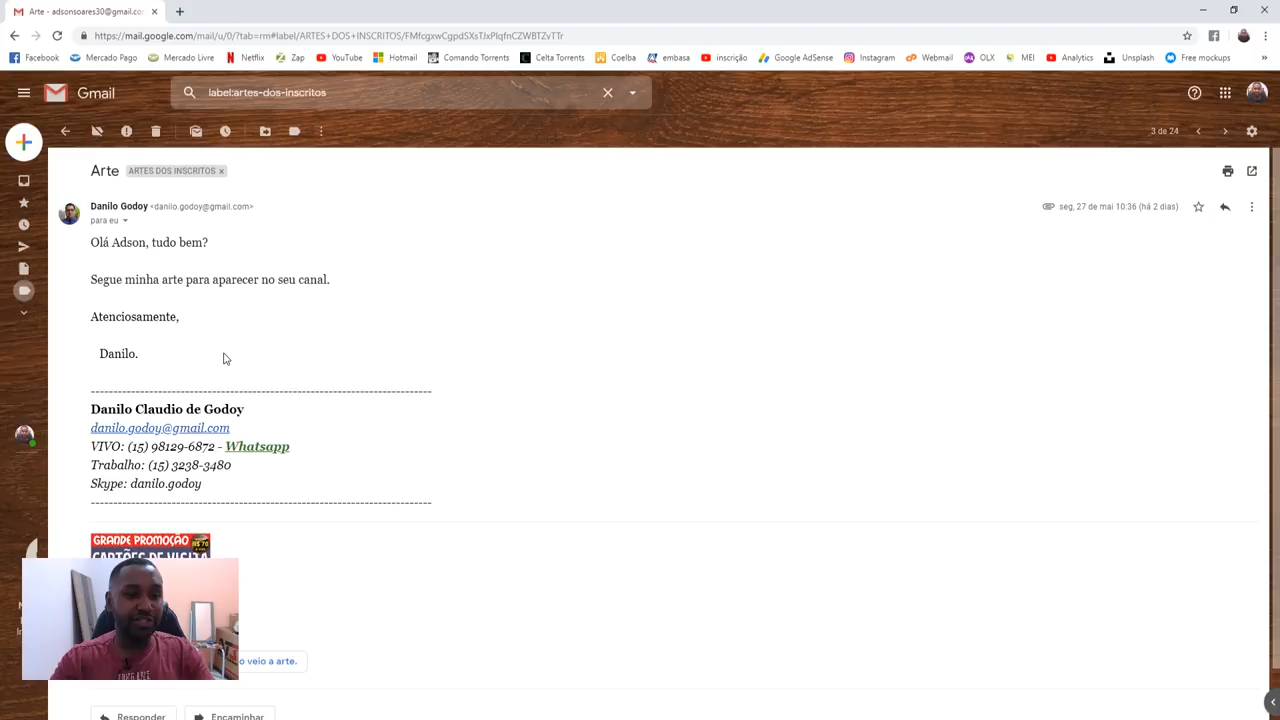 Arte - adsonsoares30@gmail.co
https://mail.google.com/mail/u/0/?tab=rm#label/ARTES+DOS+INSCRITOS/FMfcgxwCgpdSXsTJxPlqfnCZWBTZvTTr
Facebook Mercado Pago Mercado Livre Netflix Zap YouTube Hotmail Comando Torrents Celta Torrents Coelba embasa inscrição Google AdSense Instagram Webmail OLX MEI Analytics Unsplash Free mockups »
Gmail label:artes-dos-inscritos
3 de 24
Arte ARTES DOS INSCRITOS x
Danilo Godoy <danilo.godoy@gmail.com> seg, 27 de mai 10:36 (há 2 dias)
para eu
Olá Adson, tudo bem?
Segue minha arte para aparecer no seu canal.
Atenciosamente,
Danilo.
----------------------------------------------------------------------------
Danilo Claudio de Godoy
danilo.godoy@gmail.com
VIVO: (15) 98129-6872 - Whatsapp
Trabalho: (15) 3238-3480
Skype: danilo.godoy
----------------------------------------------------------------------------
GRANDE PROMOÇÃO R$ 70
CARTÕES DE VISITA
o veio a arte.
Responder Encaminhar